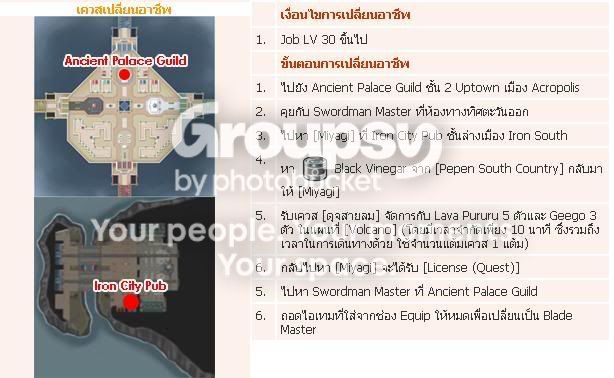 เควสเปลี่ยนอาชีพ
Ancient Palace Guild
Iron City Pub
เงื่อนไขการเปลี่ยนอาชีพ
1. Job LV 30 ขึ้นไป
ขั้นตอนการเปลี่ยนอาชีพ
1. ไปยัง Ancient Palace Guild ชั้น 2 Uptown เมือง Acropolis
2. คุยกับ Swordman Master ที่ห้องทางทิศตะวันออก
3. ไปหา [Miyagi] ที่ Iron City Pub ชั้นล่างเมือง Iron South
4. หา Black Vinegar จาก [Pepen South Country] กลับมา
ให้ [Miyagi]
5. รับเควส [ดุจสายลม] จัดการกับ Lava Pururu 5 ตัวและ Geego 3
ตัว ในแผนที่ [Volcano] (โดยมีเวลาจำกัดเพียง 10 นาที ซึ่งรวมถึง
เวลาในการเดินทางด้วย ใช้จำนวนแต้มเควส 1 แต้ม)
6. กลับไปหา [Miyagi] จะได้รับ [License (Quest)]
5. ไปหา Swordman Master ที่ Ancient Palace Guild
6. ถอดไอเทมที่ใส่จากช่อง Equip ให้หมดเพื่อเปลี่ยนเป็น Blade
Master
Groupsy
by photobucket
Your people.
Your space.